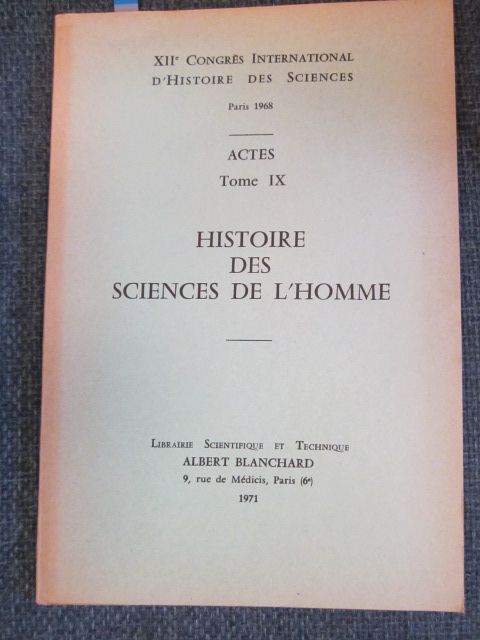 XIIe CONGRÈS INTERNATIONAL
D'HISTOIRE DES SCIENCES
Paris 1968
ACTES
Tome IX
HISTOIRE
DES
SCIENCES DE L'HOMME
LIBRAIRIE SCIENTIFIQUE ET TECHNIQUE
ALBERT BLANCHARD
9, rue de Médicis, Paris (6e)
1971